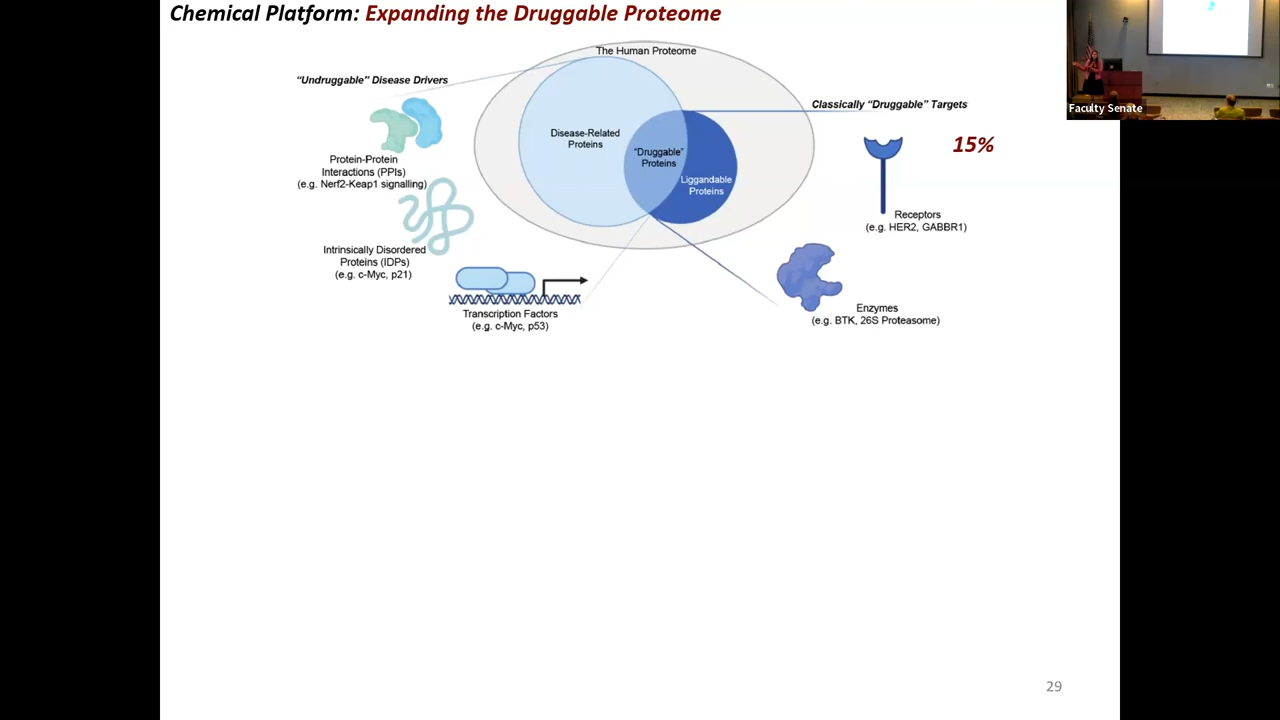 Chemical Platform: Expanding the Druggable Proteome
The Human Proteome
"Undruggable" Disease Drivers
Classically "Druggable" Targets
Faculty Senate
15%
Disease-Related
Proteins
"Druggable"
Proteins
Liggandable
Proteins
Protein-Protein
Interactions (PPIs)
(e.g. Nerf2-Keap1 signalling)
Receptors
(e.g. HER2, GABBR1)
Intrinsically Disordered
Proteins (IDPs)
(e.g. c-Myc, p21)
Transcription Factors
(e.g. c-Myc, p53)
Enzymes
(e.g. BTK, 26S Proteasome)
29